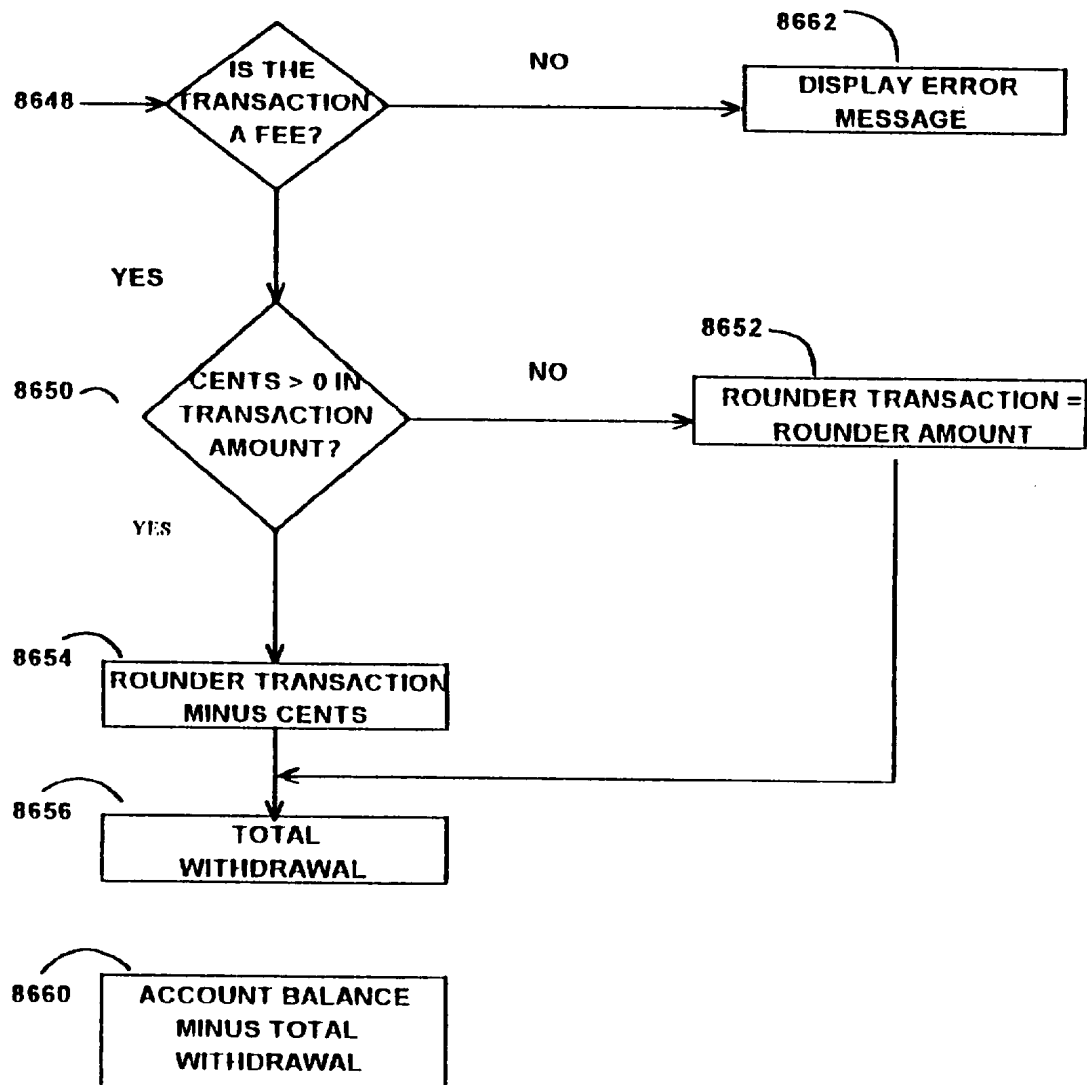 8662
IS THE
TRANSACTION
A FEE?
NO
DISPLAY ERROR
MESSAGE
8648
YES
8652
8650
CENTS > 0 IN
TRANSACTION
AMOUNT?
NO
ROUNDER TRANSACTION =
ROUNDER AMOUNT
YES
8654
ROUNDER TRANSACTION
MINUS CENTS
8656
TOTAL
WITHDRAWAL
8660
ACCOUNT BALANCE
MINUS TOTAL
WITHDRAWAL